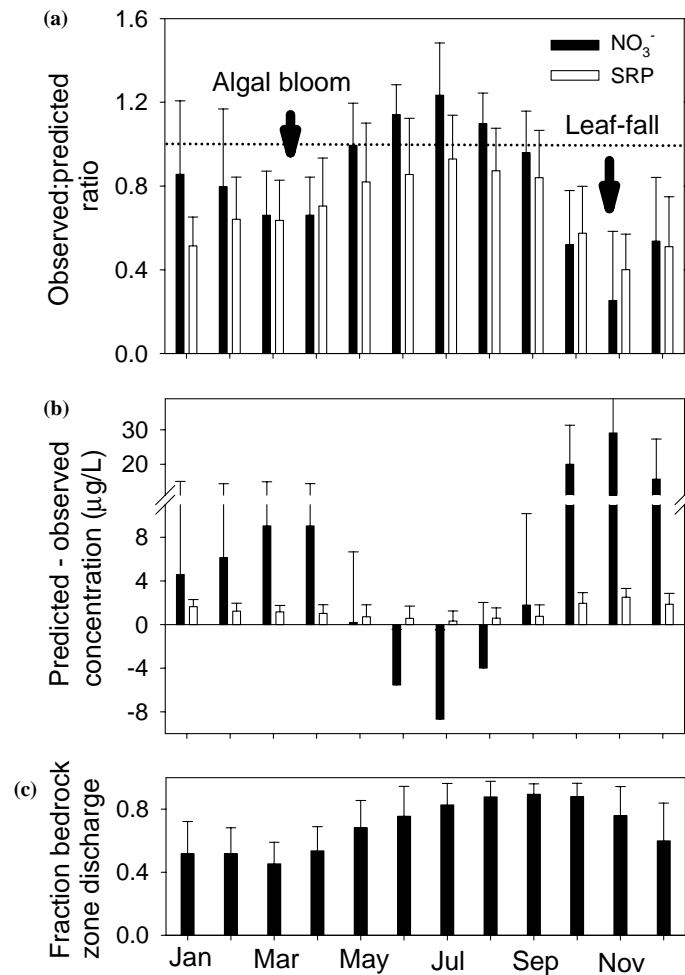 (a)
1.6
1.2
0.8
0.4
0.0
Observed:predicted
ratio
Algal bloom
Leaf-fall
NO3-
SRP
(b)
30
20
8
4
0
-4
-8
Predicted - observed
concentration (μg/L)
(c)
0.8
0.4
0.0
Fraction bedrock
zone discharge
Jan Mar May Jul Sep Nov